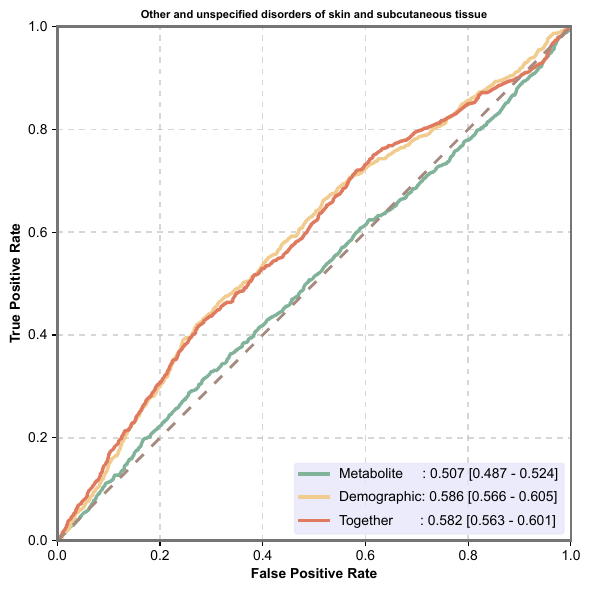 Other and unspecified disorders of skin and subcutaneous tissue
1.0
0.8
0.6
0.4
0.2
0.0
True Positive Rate
Metabolite : 0.507 [0.487 - 0.524]
Demographic: 0.586 [0.566 - 0.605]
Together : 0.582 [0.563 - 0.601]
0.0 0.2 0.4 0.6 0.8 1.0
False Positive Rate